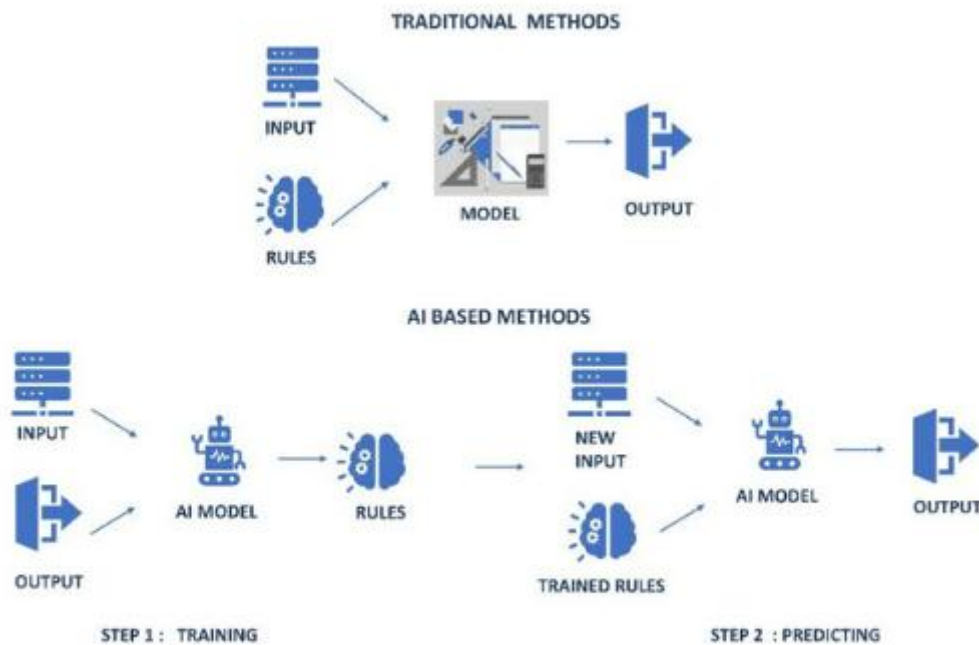 TRADITIONAL METHODS
INPUT
RULES
MODEL
OUTPUT
AI BASED METHODS
INPUT
OUTPUT
AI MODEL
RULES
NEW
INPUT
TRAINED RULES
AI MODEL
OUTPUT
STEP 1 : TRAINING
STEP 2 : PREDICTING